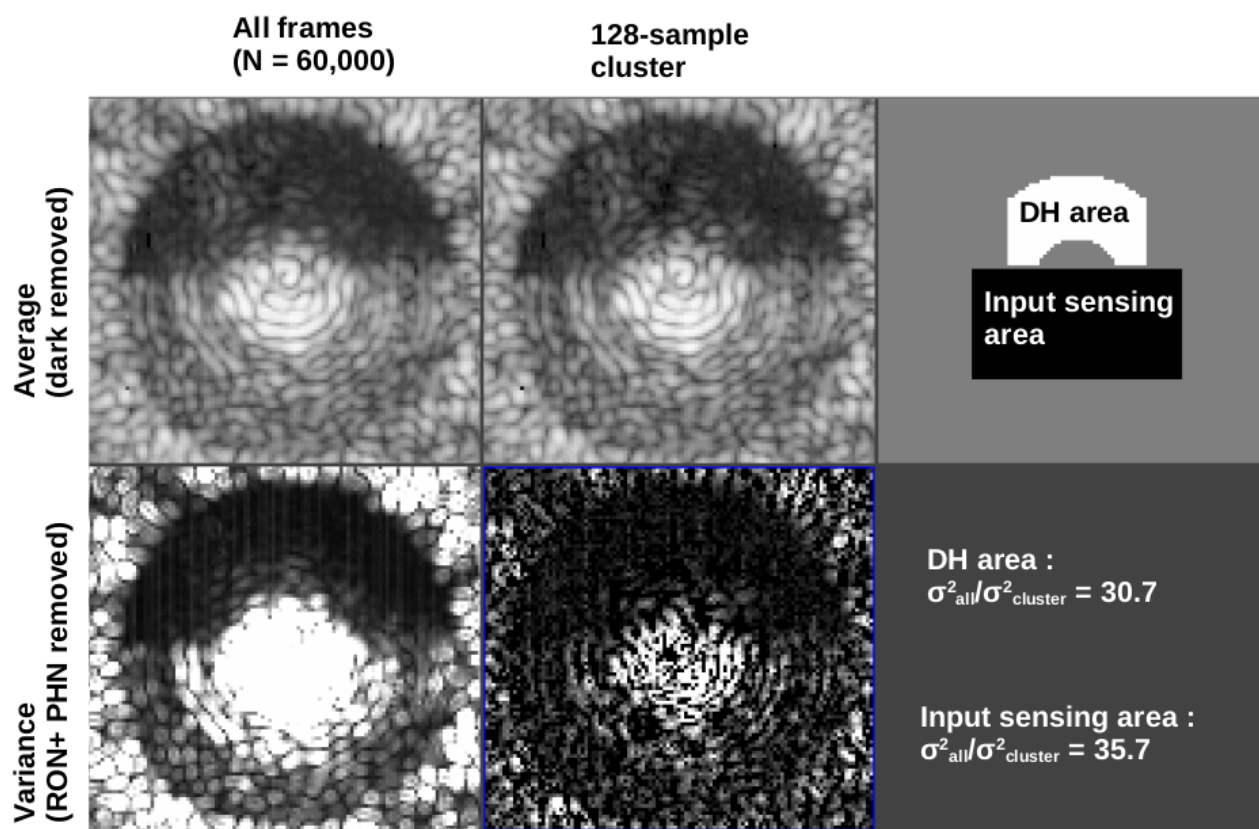 All frames
(N = 60,000)
128-sample
cluster
Average
(dark removed)
DH area
Input sensing
area
Variance
(RON+ PHN removed)
DH area :
σ²all/σ²cluster = 30.7
Input sensing area :
σ²all/σ²cluster = 35.7